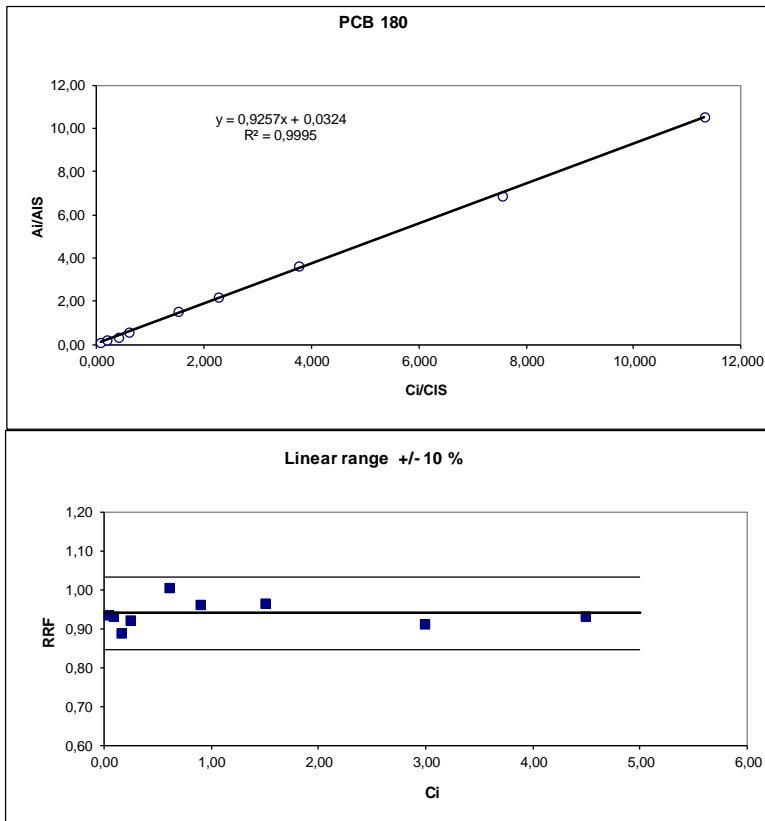 PCB 180
12,00
10,00
8,00
6,00
4,00
2,00
0,00
Ai/AIS
y = 0,9257x + 0,0324
R² = 0,9995
0,000 2,000 4,000 6,000 8,000 10,000 12,000
Ci/CIS
Linear range +/- 10 %
1,20
1,10
1,00
0,90
0,80
0,70
0,60
RRF
0,00 1,00 2,00 3,00 4,00 5,00 6,00
Ci